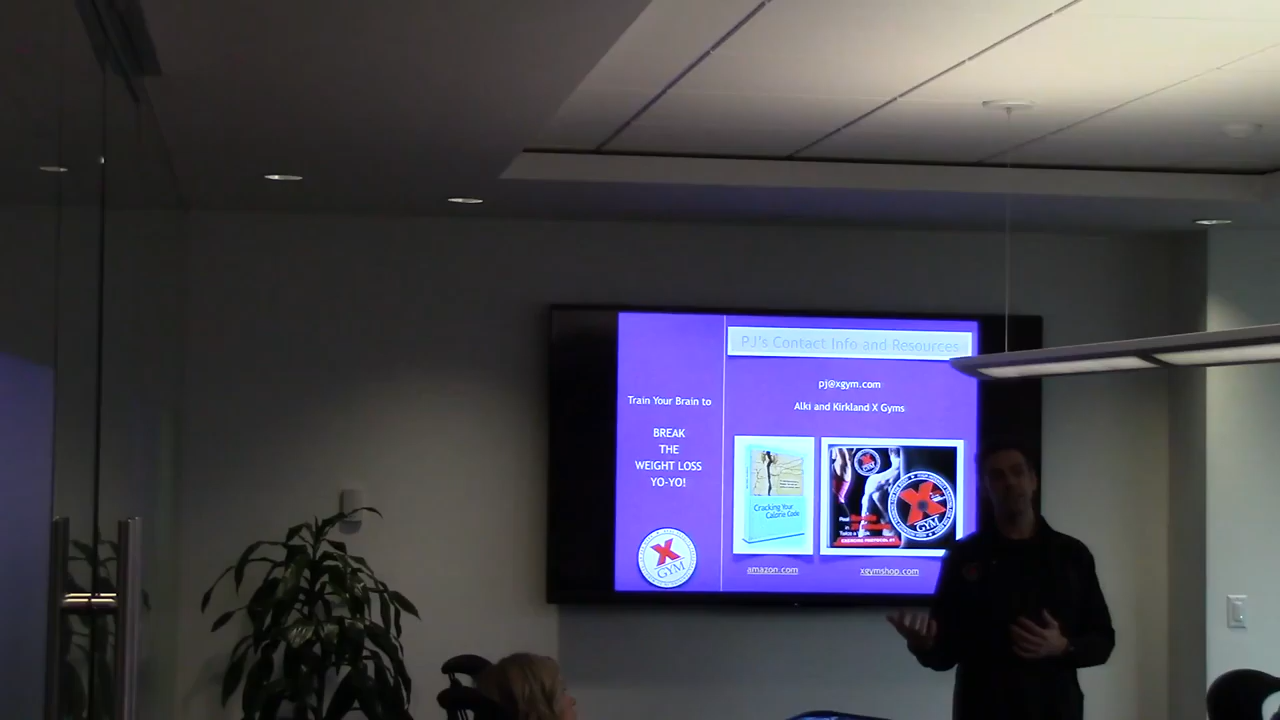 PJ's Contact Info and Resources
pj@xgym.com
Alki and Kirkland X Gyms
Train Your Brain to
BREAK
THE
WEIGHT LOSS
YO-YO!
X
GYM
Cracking Your
Calorie Code
amazon.com
X
GYM
xgymshop.com